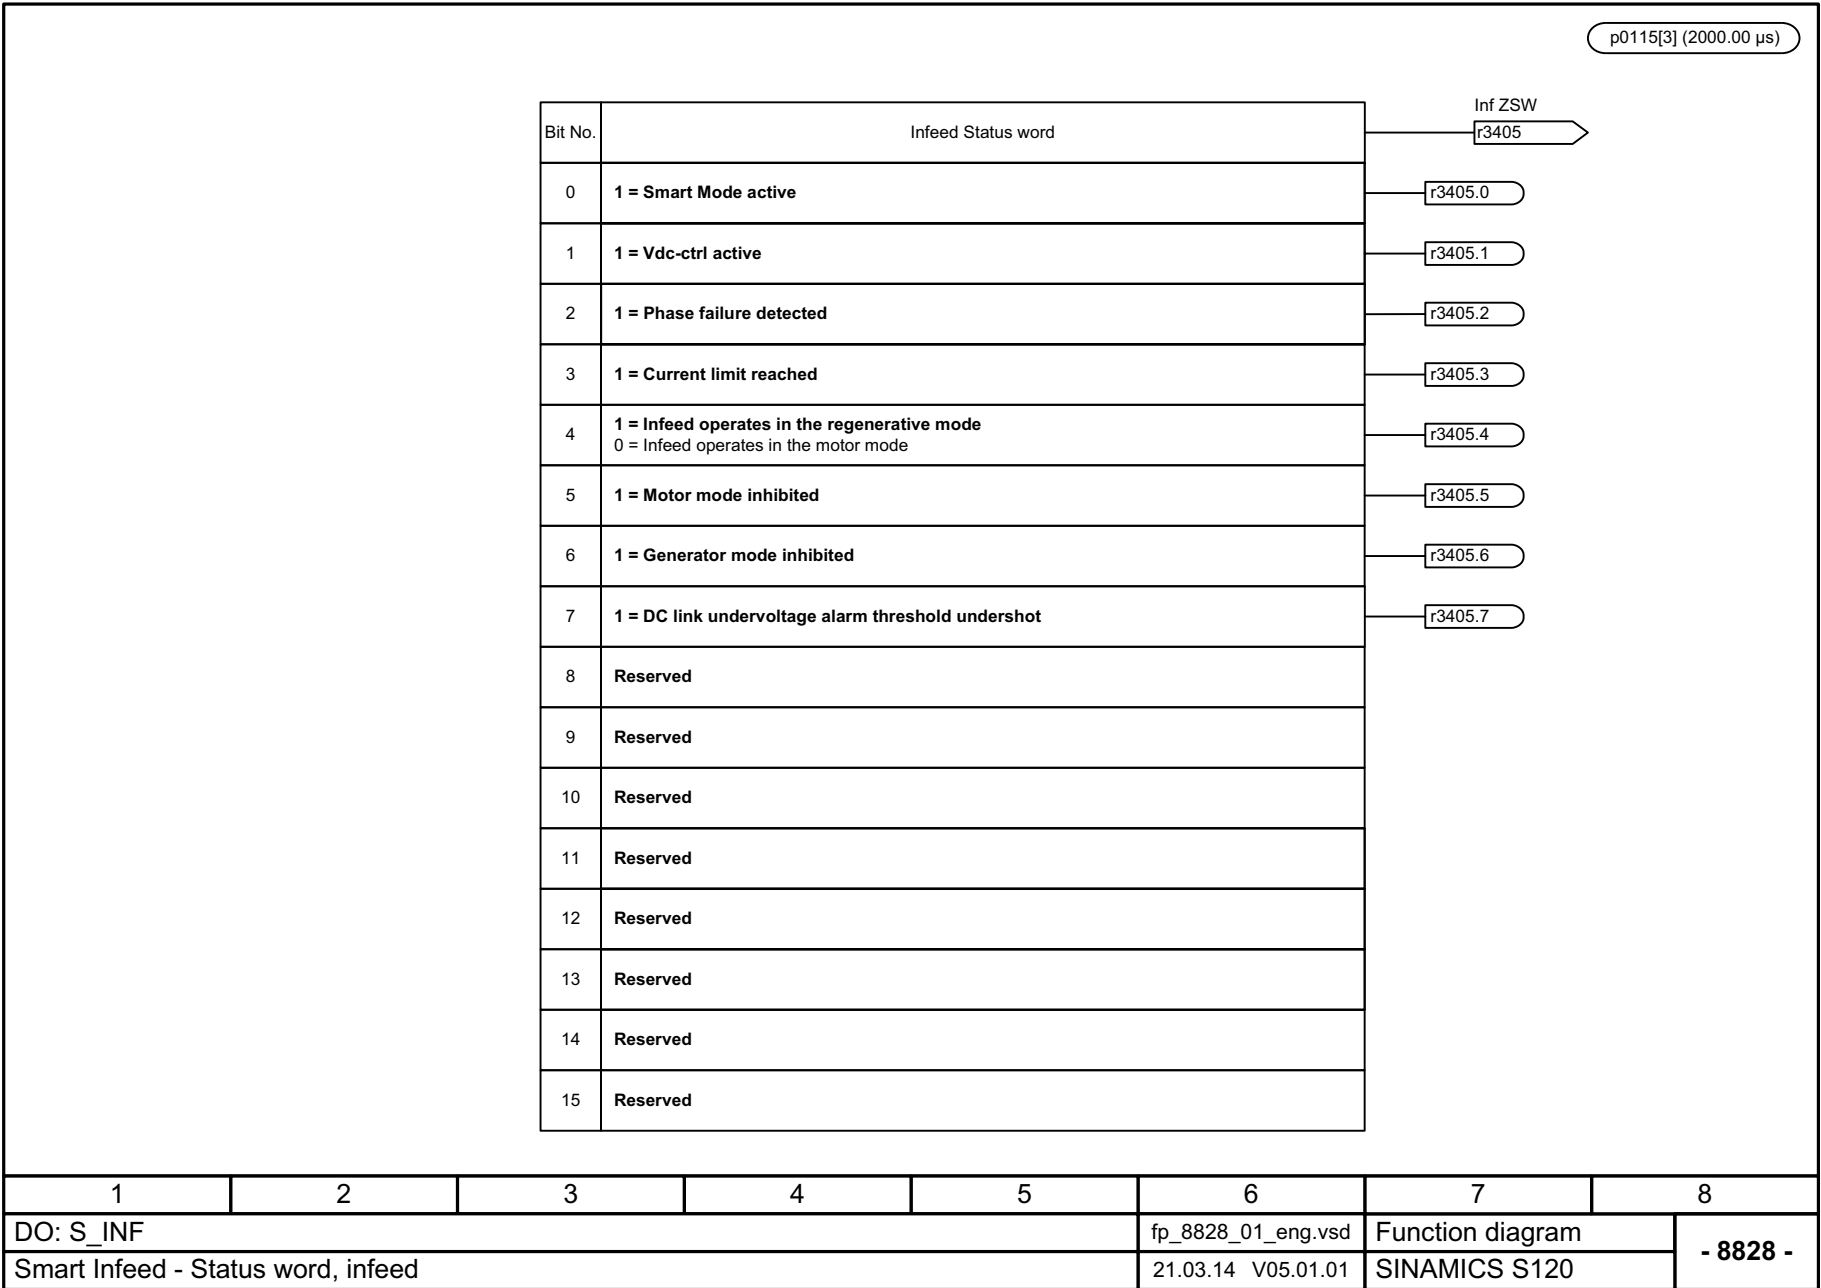 p0115[3] (2000.00 µs)
Inf ZSW
Bit No. Infeed Status word r3405
0 1 = Smart Mode active r3405.0
1 1 = Vdc-ctrl active r3405.1
2 1 = Phase failure detected r3405.2
3 1 = Current limit reached r3405.3
4 1 = Infeed operates in the regenerative mode
0 = Infeed operates in the motor mode r3405.4
5 1 = Motor mode inhibited r3405.5
6 1 = Generator mode inhibited r3405.6
7 1 = DC link undervoltage alarm threshold undershot r3405.7
8 Reserved
9 Reserved
10 Reserved
11 Reserved
12 Reserved
13 Reserved
14 Reserved
15 Reserved
1 2 3 4 5 6 7 8
DO: S_INF fp_8828_01_eng.vsd Function diagram
- 8828 -
Smart Infeed - Status word, infeed 21.03.14 V05.01.01 SINAMICS S120